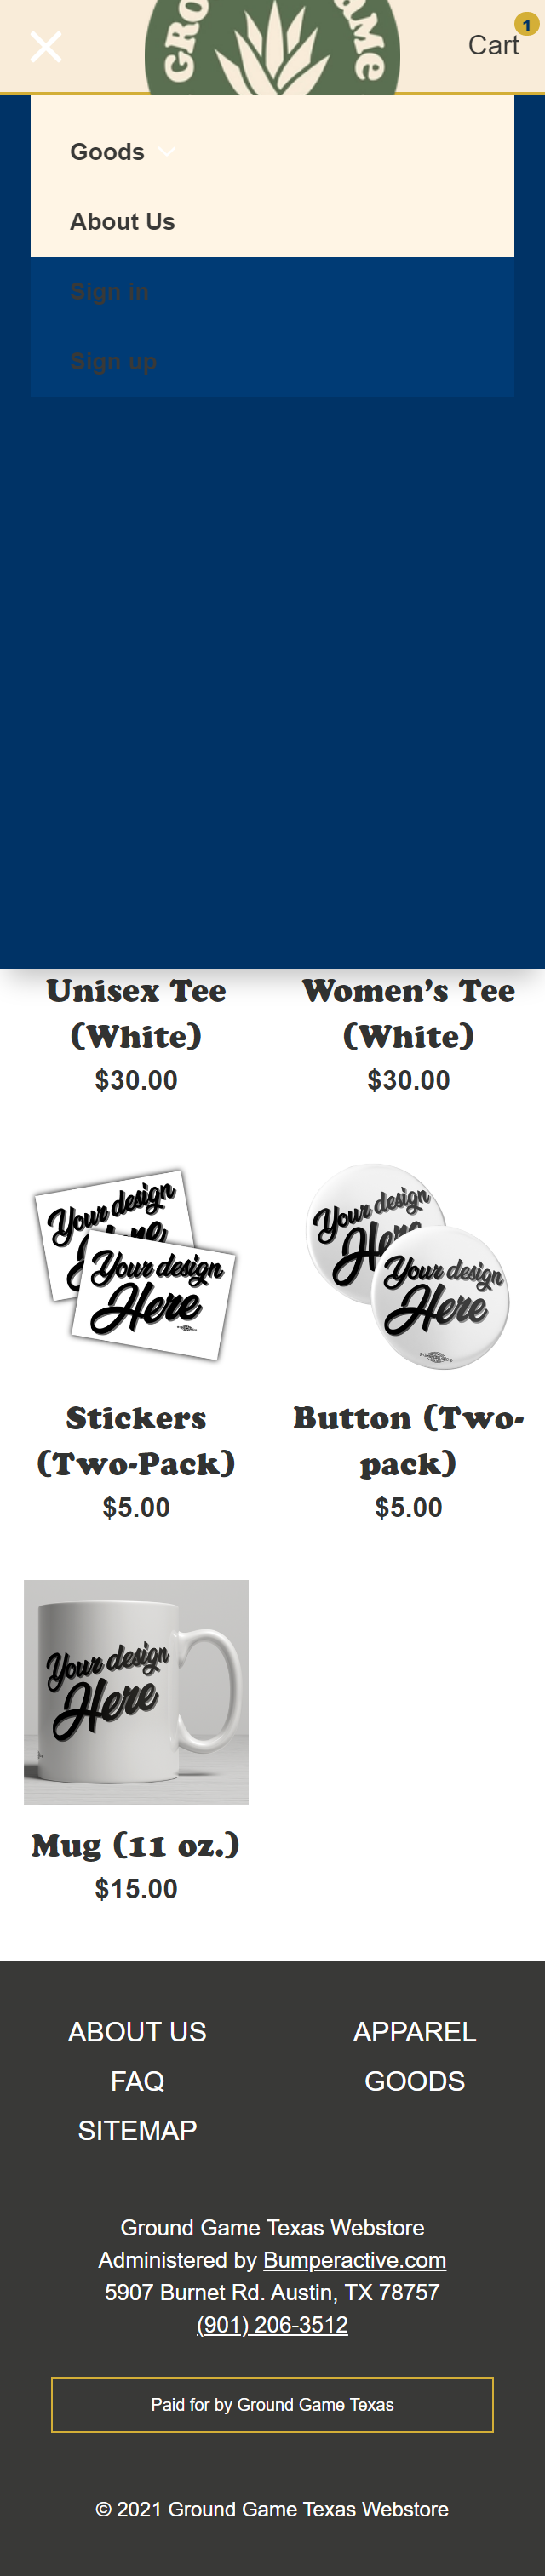 GRO
ame
Cart
1
Goods
About Us
Sign in
Sign up
Unisex Tee
(White)
$30.00
Women's Tee
(White)
$30.00
Your design
Here
Your design
Here
Stickers
(Two-Pack)
$5.00
Your design
Here
Your design
Here
Button (Two-
pack)
$5.00
Your design
Here
Mug (11 oz.)
$15.00
ABOUT US
FAQ
SITEMAP
APPAREL
GOODS
Ground Game Texas Webstore
Administered by Bumperactive.com
5907 Burnet Rd. Austin, TX 78757
(901) 206-3512
Paid for by Ground Game Texas
© 2021 Ground Game Texas Webstore